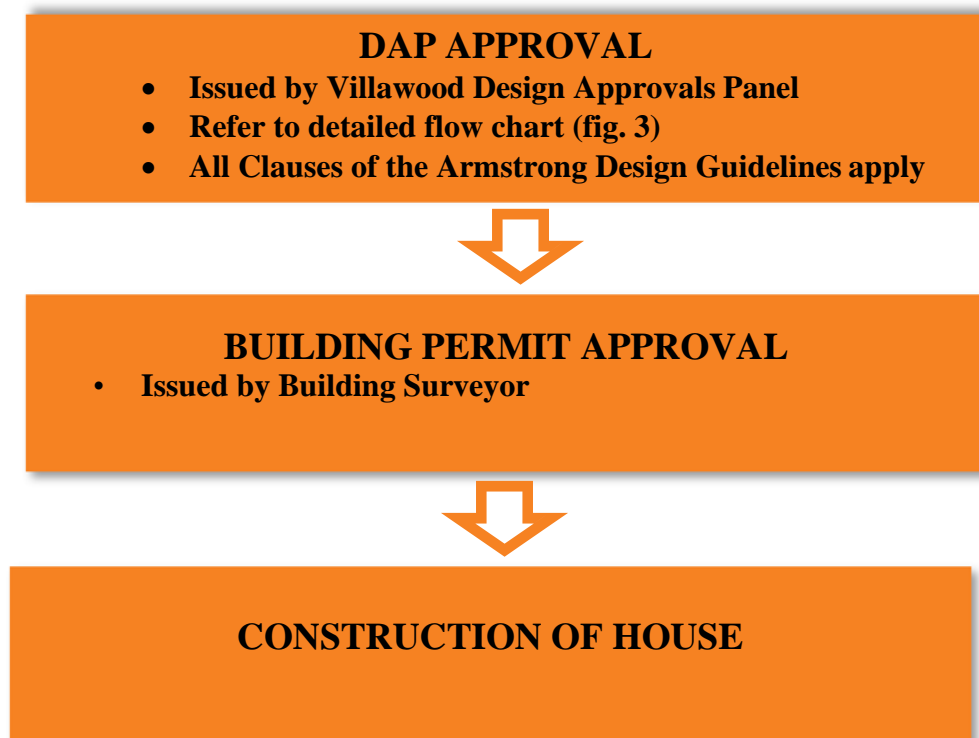 DAP APPROVAL
• Issued by Villawood Design Approvals Panel
• Refer to detailed flow chart (fig. 3)
• All Clauses of the Armstrong Design Guidelines apply
BUILDING PERMIT APPROVAL
• Issued by Building Surveyor
CONSTRUCTION OF HOUSE